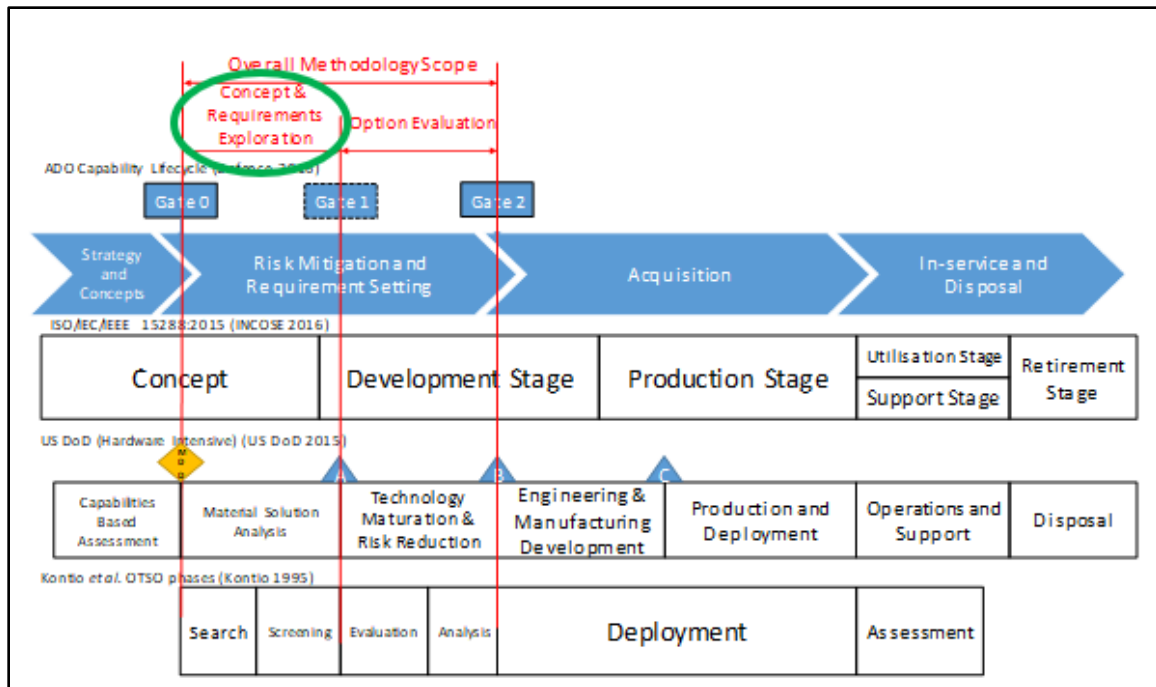 Overall Methodology Scope
Concept &
Requirements
Exploration
Option Evaluation
ADO Capability Lifecycle (Defence
Gate 0
Gate 1
Gate 2
Strategy
and
Concepts
Risk Mitigation and
Requirement Setting
Acquisition
In-service and
Disposal
ISO/IEC/IEEE 15288:2015 (INCOSE 2016)
Concept
Development Stage
Production Stage
Utilisation Stage
Support Stage
Retirement
Stage
US DoD (Hardware Intensive) (US DoD 2015)
A
B
C
Capabilities
Based
Assessment
Material Solution
Analysis
Technology
Maturation &
Risk Reduction
Engineering &
Manufacturing
Development
Production and
Deployment
Operations and
Support
Disposal
Kontio et al. OTSO phases (Kontio 1995)
Search
Screening
Evaluation
Analysis
Deployment
Assessment